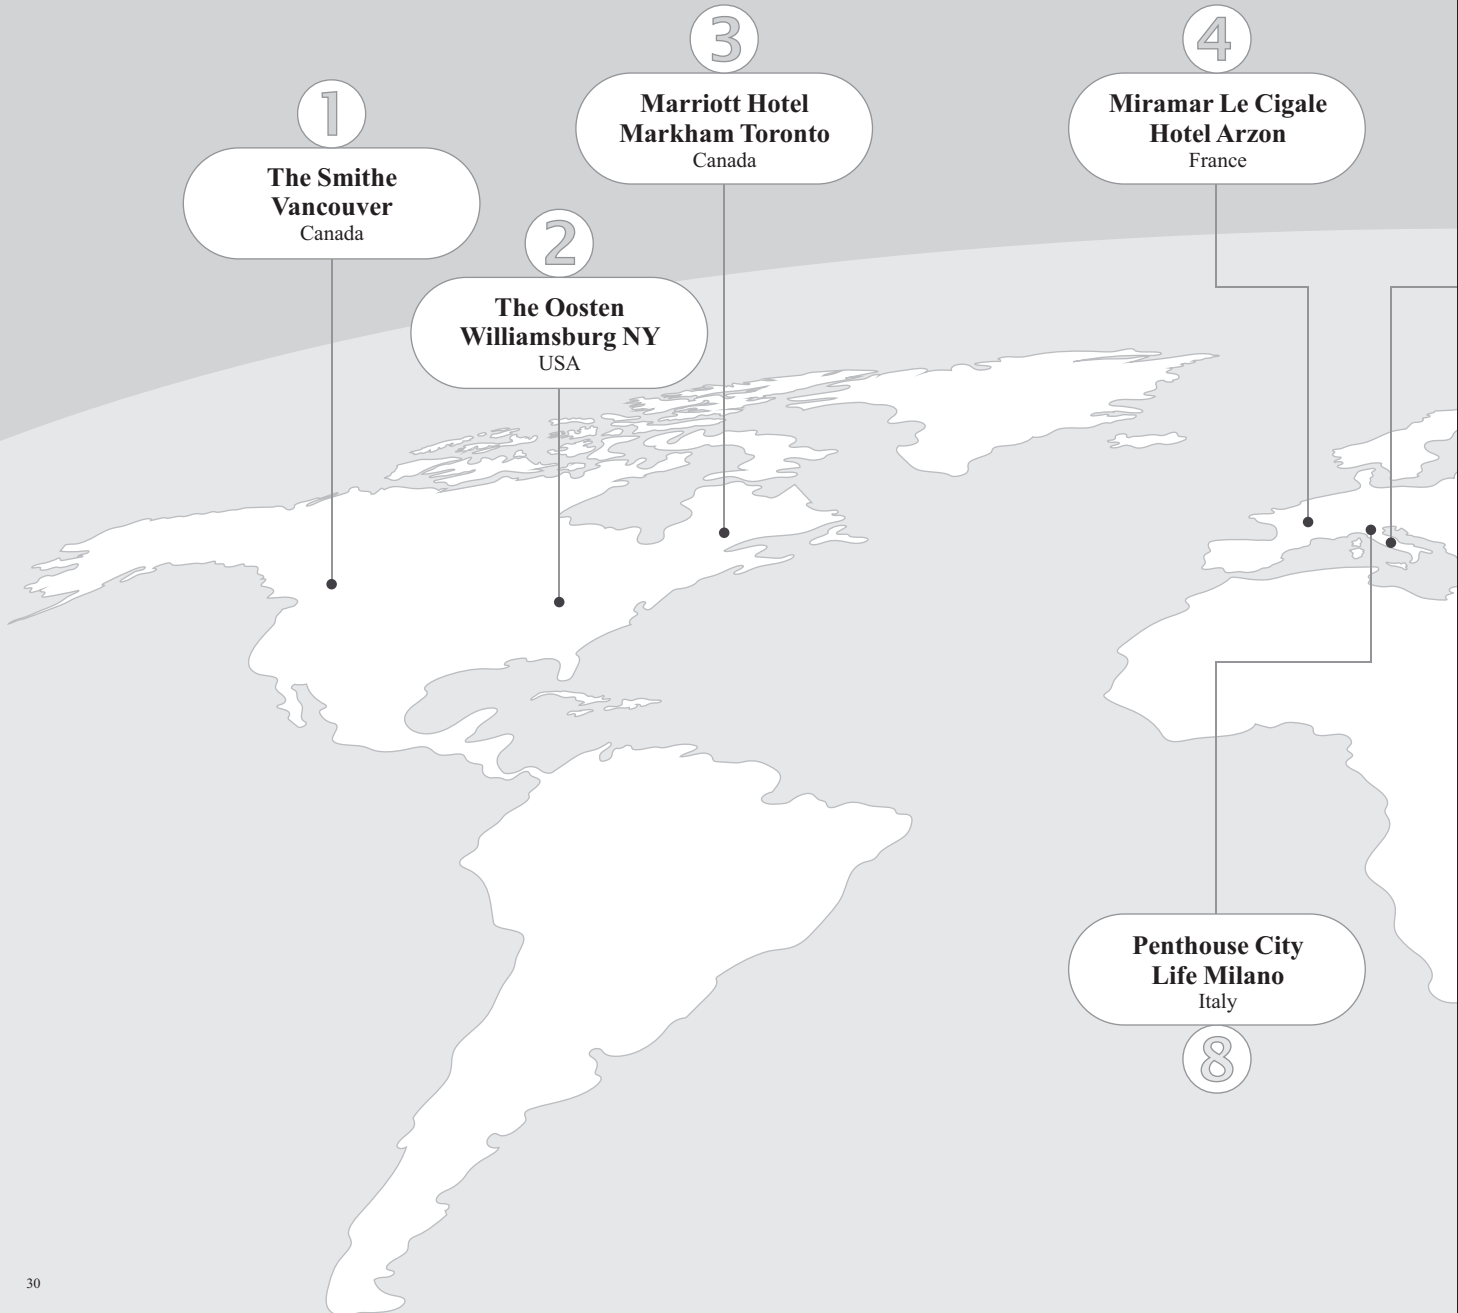 1
The Smithe
Vancouver
Canada
2
The Oosten
Williamsburg NY
USA
3
Marriott Hotel
Markham Toronto
Canada
4
Miramar Le Cigale
Hotel Arzon
France
Penthouse City
Life Milano
Italy
8
30